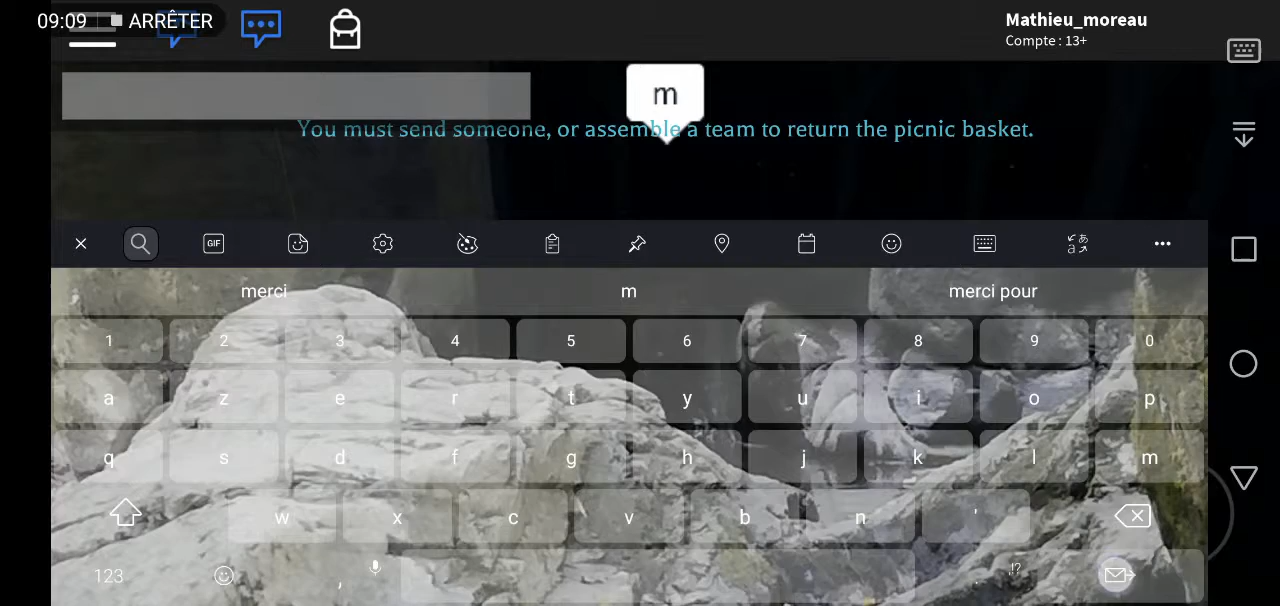 09:09 ARRÊTER
Mathieu_moreau
Compte : 13+
m
You must send someone, or assemble a team to return the picnic basket.
GIF
merci m merci pour
1 2 3 4 5 6 7 8 9 0
a z e r t y u i o p
q s d f g h j k l m
w x c v b n '
123 , . !?